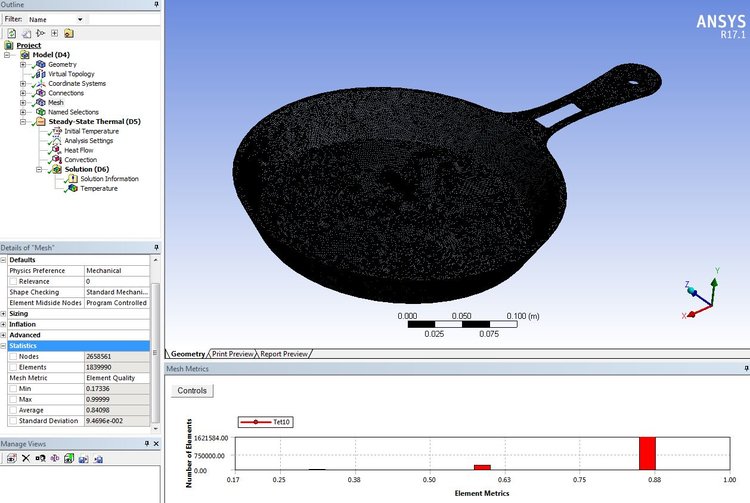 Outline
Filter: Name
Project
Model (D4)
Geometry
Virtual Topology
Coordinate Systems
Connections
Mesh
Named Selections
Steady-State Thermal (D5)
Initial Temperature
Analysis Settings
Heat Flow
Convection
Solution (D6)
Solution Information
Temperature
ANSYS
R17.1
Details of "Mesh"
Defaults
Physics Preference Mechanical
Relevance 0
Shape Checking Standard Mechani...
Element Midside Nodes Program Controlled
Sizing
Inflation
Advanced
Statistics
Nodes 2658561
Elements 1839990
Mesh Metric Element Quality
Min 0.17336
Max 0.99999
Average 0.84098
Standard Deviation 9.4696e-002
Manage Views
0.000 0.050 0.100 (m)
0.025 0.075
Y
Z
X
Geometry Print Preview Report Preview
Mesh Metrics
Controls
Tet10
Number of Elements
1621584.00
750000.00
0.00
0.17 0.25 0.38 0.50 0.63 0.75 0.88 1.00
Element Metrics